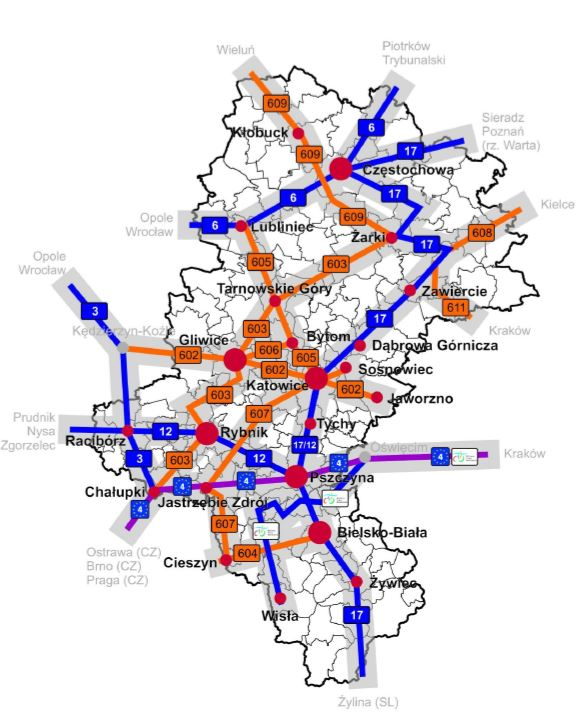 Wieluń
Piotrków
Trybunalski
609
Kłobuck
6
Sieradz
Poznań
(rz. Warta)
17
609
Częstochowa
6
17
Kielce
Opole
Wrocław
6
Lubliniec
609
Żarki
17
608
Opole
Wrocław
605
603
Tarnowskie Góry
Zawiercie
3
611
17
Kraków
Kędzierzyn-Koźle
Gliwice
603
Bytom
606
605
Dąbrowa Górnicza
602
602
Sosnowiec
Katowice
602
Jaworzno
603
607
Prudnik
Nysa
Zgorzelec
Racibórz
12
Rybnik
Tychy
17/12
Oświęcim
Kraków
3
603
12
4
4
Chałupki
4
4
Pszczyna
Jastrzębie Zdrój
4
607
Bielsko-Biała
Ostrawa (CZ)
Brno (CZ)
Praga (CZ)
604
Cieszyn
Żywiec
Wisła
17
Żylina (SL)